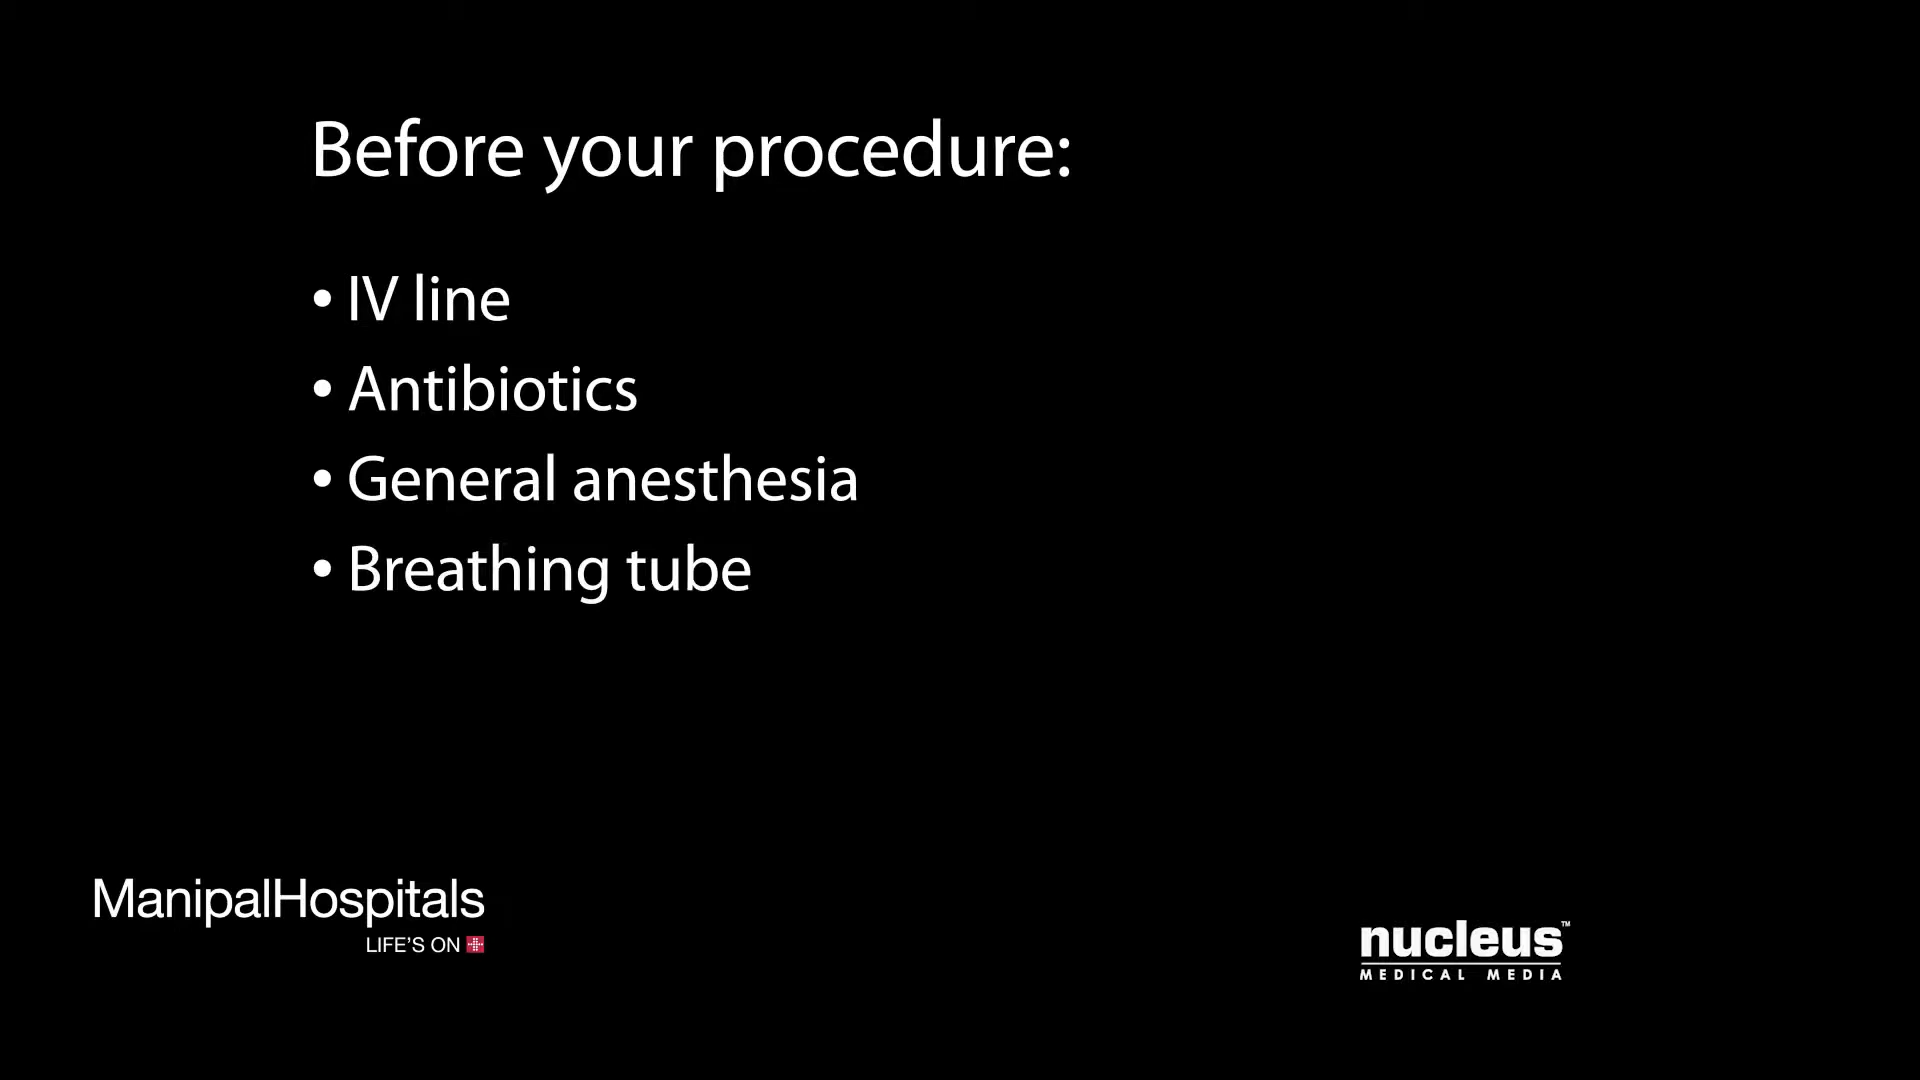 Before your procedure:
• IV line
• Antibiotics
• General anesthesia
• Breathing tube
ManipalHospitals
LIFE'S ON
nucleus™
MEDICAL MEDIA